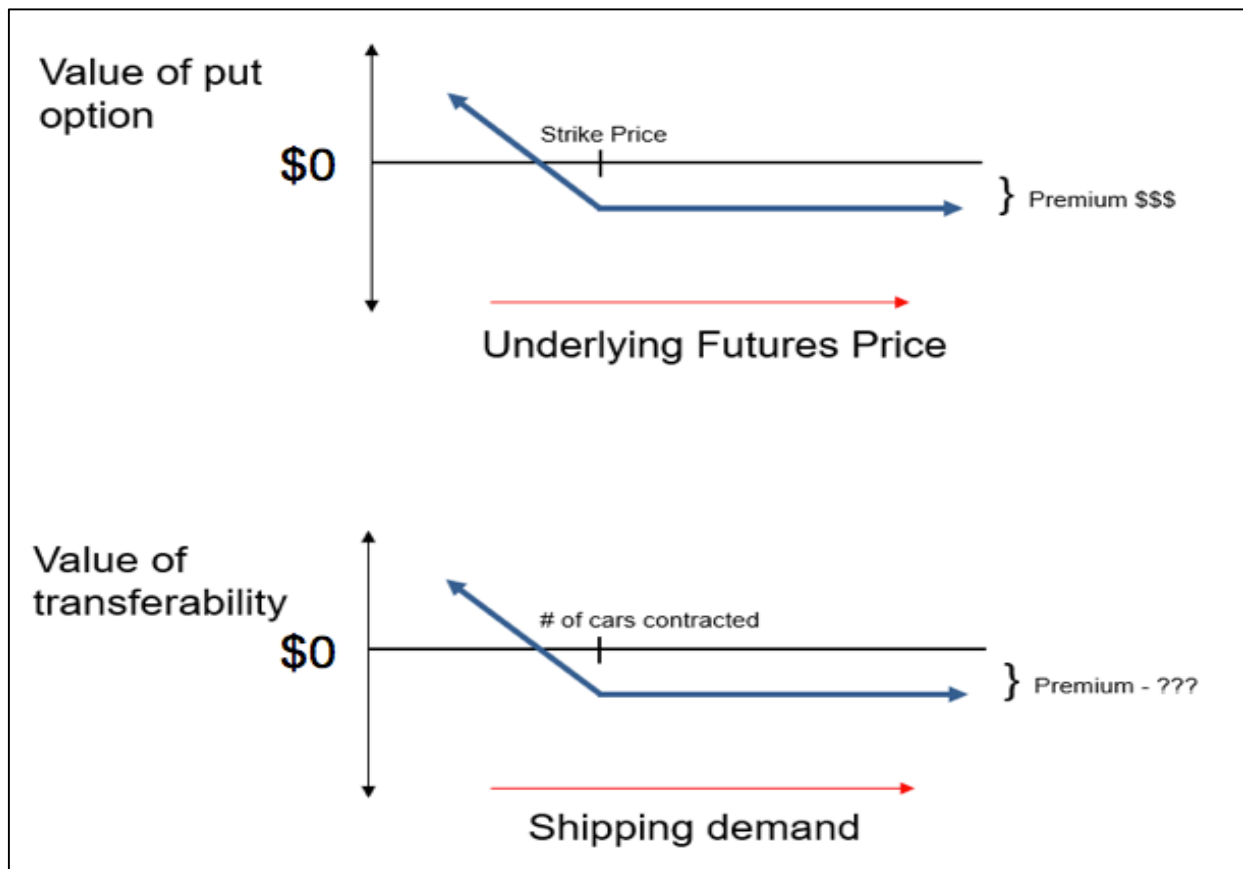 Value of put
option
Strike Price
$0
} Premium $$$
Underlying Futures Price
Value of
transferability
# of cars contracted
$0
} Premium - ???
Shipping demand